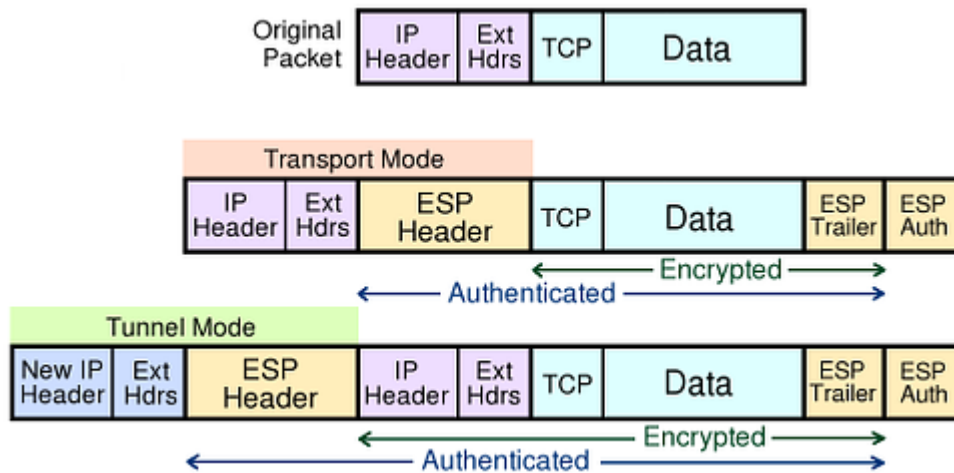 Original Packet
IP Header
Ext Hdrs
TCP
Data
Transport Mode
IP Header
Ext Hdrs
ESP Header
TCP
Data
ESP Trailer
ESP Auth
Encrypted
Authenticated
Tunnel Mode
New IP Header
Ext Hdrs
ESP Header
IP Header
Ext Hdrs
TCP
Data
ESP Trailer
ESP Auth
Encrypted
Authenticated